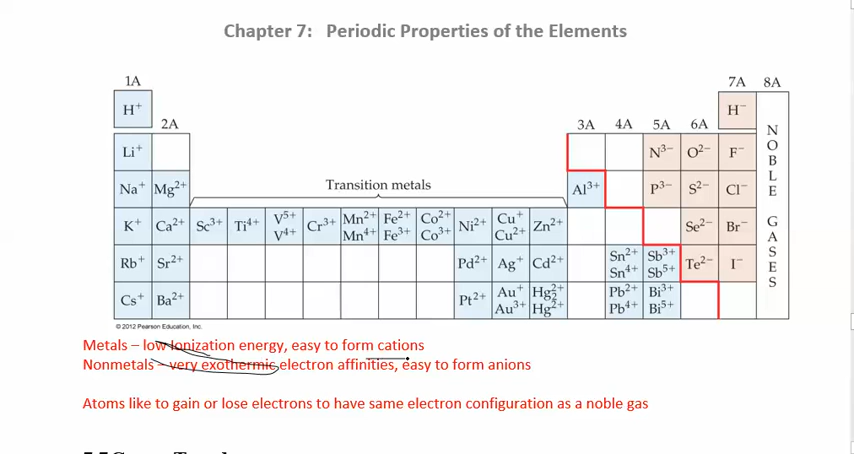 Chapter 7: Periodic Properties of the Elements
1A 7A 8A
H⁺ 2A 3A 4A 5A 6A H⁻
Li⁺ N³⁻ O²⁻ F⁻
Na⁺ Mg²⁺ Transition metals Al³⁺ P³⁻ S²⁻ Cl⁻
K⁺ Ca²⁺ Sc³⁺ Ti⁴⁺ V⁵⁺ V⁴⁺ Cr³⁺ Mn²⁺ Mn⁴⁺ Fe²⁺ Fe³⁺ Co²⁺ Co³⁺ Ni²⁺ Cu⁺ Cu²⁺ Zn²⁺ Se²⁻ Br⁻
Rb⁺ Sr²⁺ Pd²⁺ Ag⁺ Cd²⁺ Sn²⁺ Sn⁴⁺ Sb³⁺ Sb⁵⁺ Te²⁻ I⁻
Cs⁺ Ba²⁺ Pt²⁺ Au⁺ Au³⁺ Hg₂²⁺ Hg²⁺ Pb²⁺ Pb⁴⁺ Bi³⁺ Bi⁵⁺
NOBLE GASES
© 2012 Pearson Education, Inc.
Metals – low ionization energy, easy to form cations
Nonmetals – very exothermic electron affinities, easy to form anions
Atoms like to gain or lose electrons to have same electron configuration as a noble gas